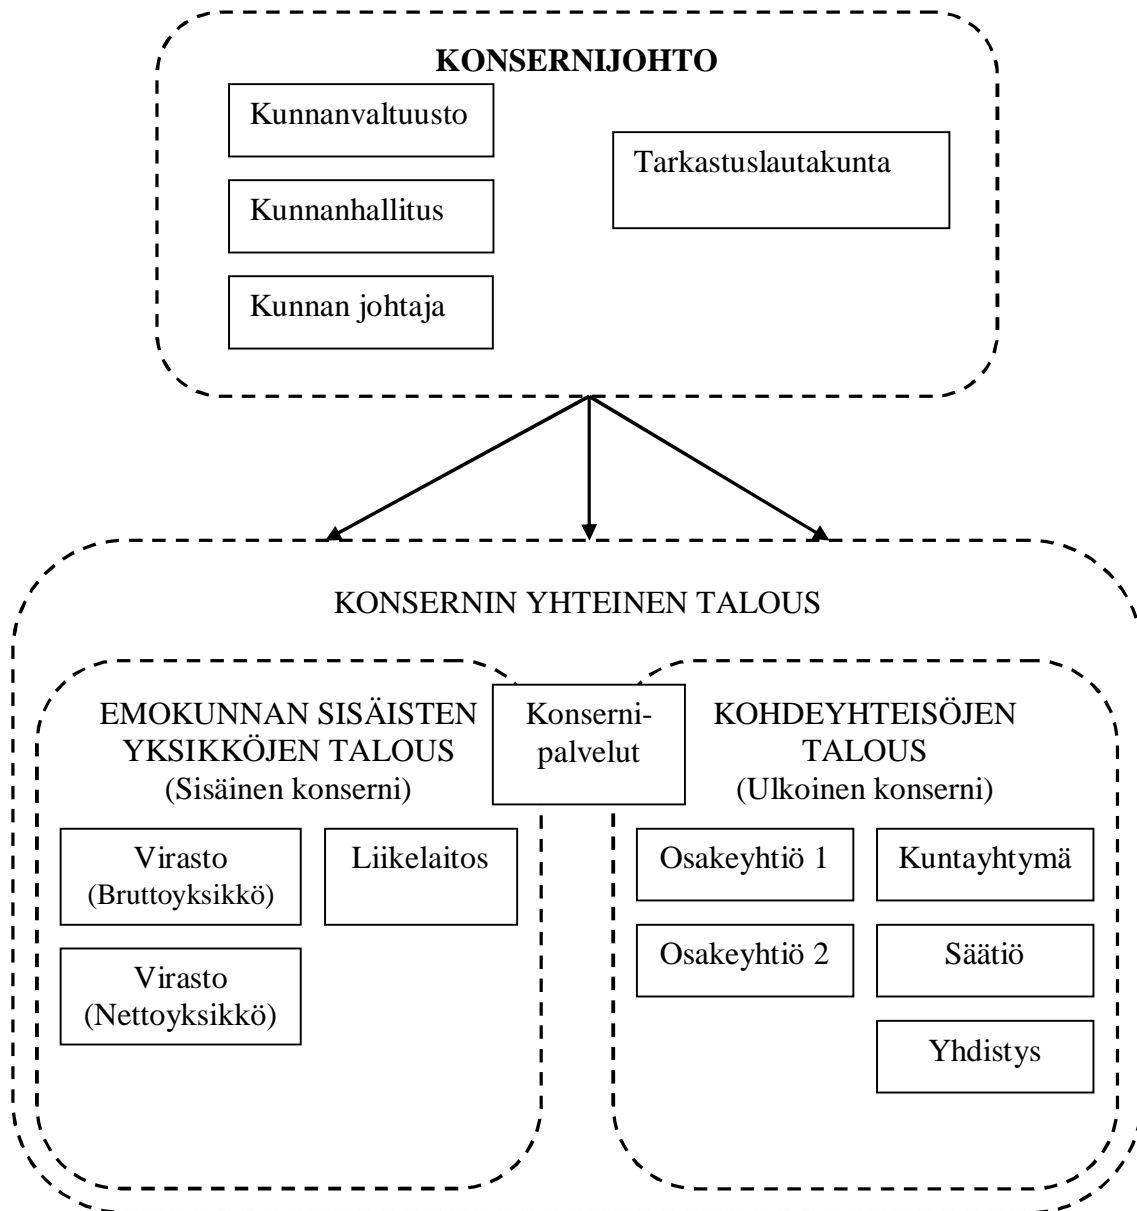 KONSERNIJOHTO
Kunnanvaltuusto
Kunnanhallitus
Kunnan johtaja
Tarkastuslautakunta
KONSERNIN YHTEINEN TALOUS
EMOKUNNAN SISÄISTEN
YKSIKKÖJEN TALOUS
(Sisäinen konserni)
Virasto
(Bruttoyksikkö)
Liikelaitos
Virasto
(Nettoyksikkö)
Konserni-
palvelut
KOHDEYHTEISÖJEN
TALOUS
(Ulkoinen konserni)
Osakeyhtiö 1
Kuntayhtymä
Osakeyhtiö 2
Säätiö
Yhdistys